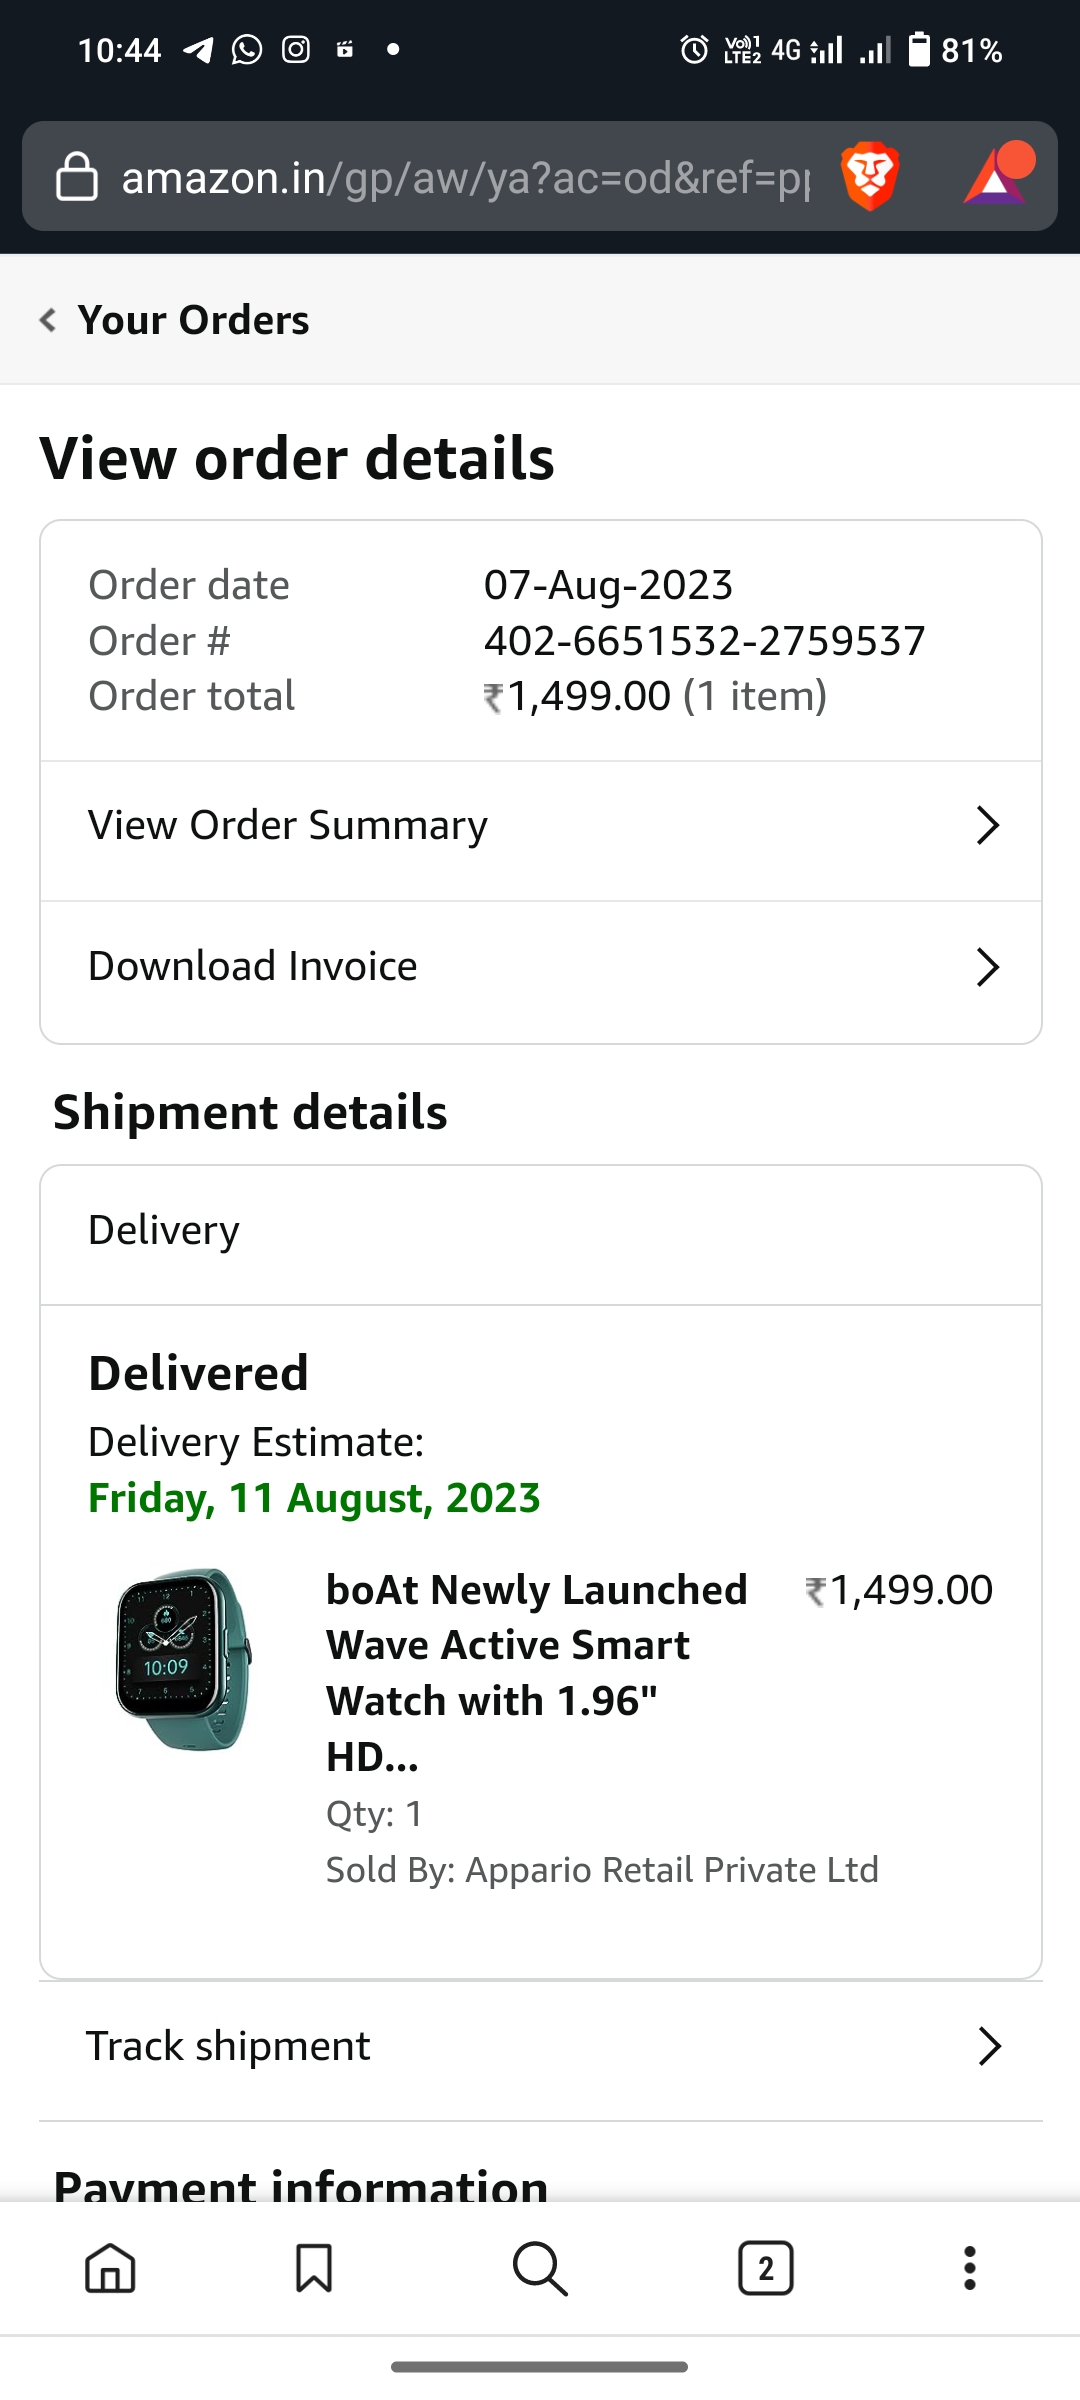 10:44 Vo)) 1 LTE2 4G 81%
amazon.in/gp/aw/ya?ac=od&ref=p
Your Orders
View order details
Order date 07-Aug-2023
Order # 402-6651532-2759537
Order total ₹1,499.00 (1 item)
View Order Summary
Download Invoice
Shipment details
Delivery
Delivered
Delivery Estimate:
Friday, 11 August, 2023
10:09
boAt Newly Launched ₹1,499.00
Wave Active Smart
Watch with 1.96"
HD...
Qty: 1
Sold By: Appario Retail Private Ltd
Track shipment
Payment information
2